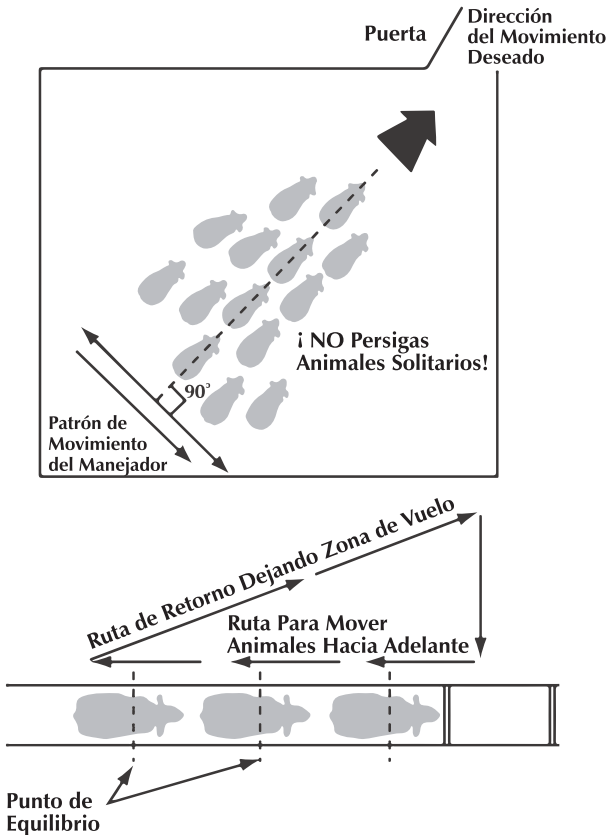 Puerta
Dirección
del Movimiento
Deseado
¡ NO Persigas
Animales Solitarios!
90°
Patrón de
Movimiento
del Manejador
Ruta de Retorno Dejando Zona de Vuelo
Ruta Para Mover
Animales Hacia Adelante
Punto de
Equilibrio